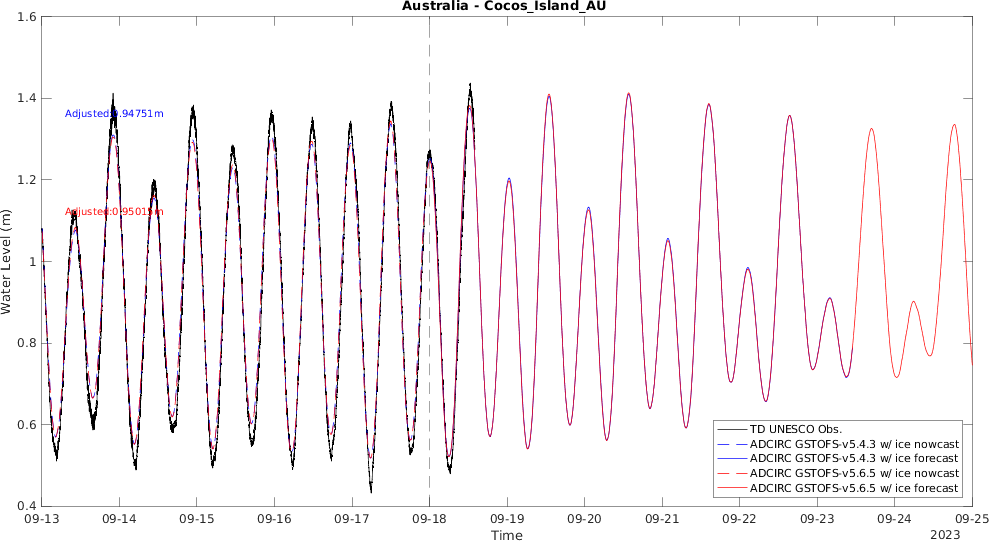 Australia - Cocos_Island_AU
1.6
1.4
1.2
1
0.8
0.6
0.4
Water Level (m)
Adjusted:0.94751m
Adjusted:0.95015m
TD UNESCO Obs.
ADCIRC GSTOFS-v5.4.3 w/ ice nowcast
ADCIRC GSTOFS-v5.4.3 w/ ice forecast
ADCIRC GSTOFS-v5.6.5 w/ ice nowcast
ADCIRC GSTOFS-v5.6.5 w/ ice forecast
09-13 09-14 09-15 09-16 09-17 09-18 09-19 09-20 09-21 09-22 09-23 09-24 09-25
Time
2023